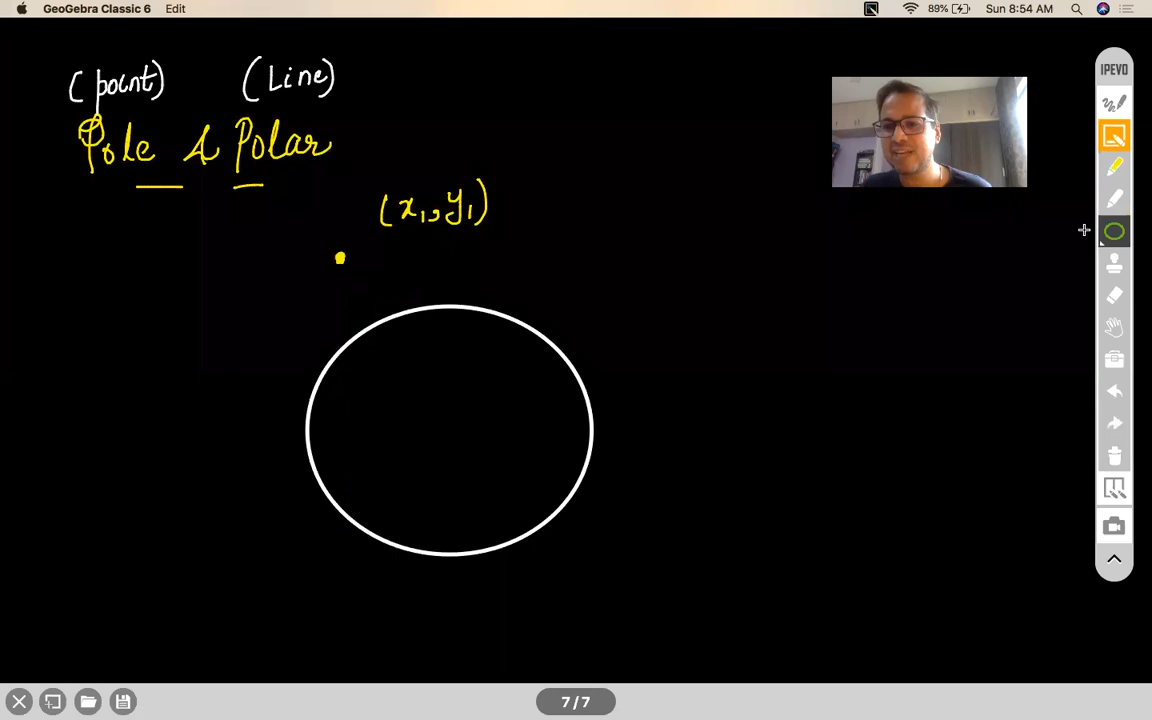 GeoGebra Classic 6 Edit 89% Sun 8:54 AM
(point) (Line)
Pole & Polar
(x₁, y₁)
IPEVO
7 / 7